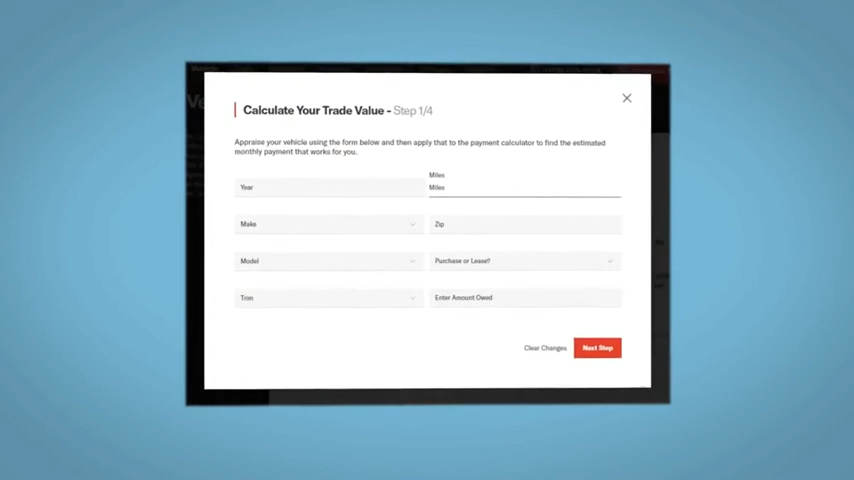 Calculate Your Trade Value - Step 1/4
Appraise your vehicle using the form below and then apply that to the payment calculator to find the estimated
monthly payment that works for you.
Miles
Year
Miles
Make
Zip
Model
Purchase or Lease?
Trim
Enter Amount Owed
Clear Changes
Next Step